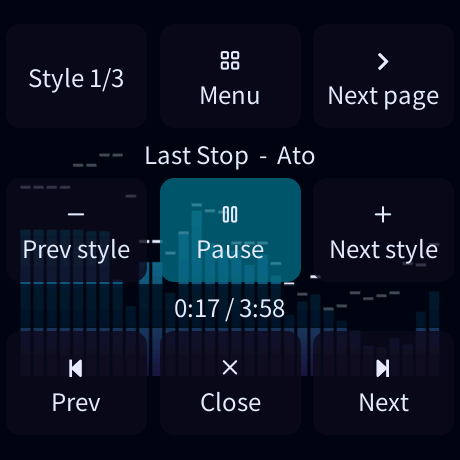 Style 1/3
Menu
Next page
Last Stop - Ato
Prev style
Pause
Next style
0:17 / 3:58
Prev
Close
Next